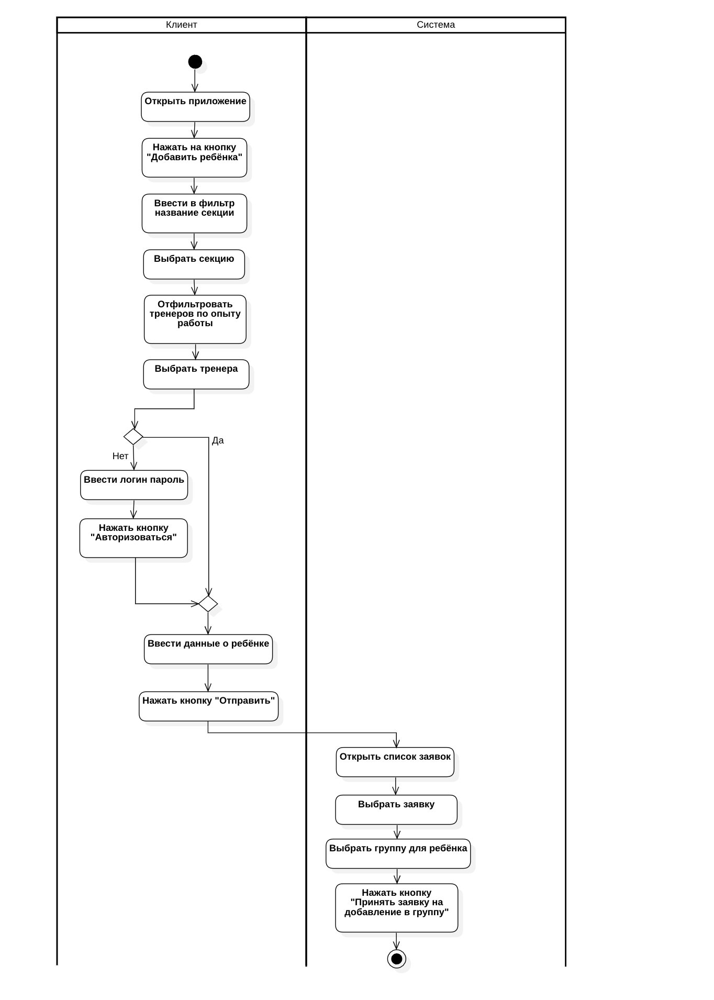 Клиент
Система
Открыть приложение
Нажать на кнопку
"Добавить ребёнка"
Ввести в фильтр
название секции
Выбрать секцию
Отфильтровать
тренеров по опыту
работы
Выбрать тренера
Да
Нет
Ввести логин пароль
Нажать кнопку
"Авторизоваться"
Ввести данные о ребёнке
Нажать кнопку "Отправить"
Открыть список заявок
Выбрать заявку
Выбрать группу для ребёнка
Нажать кнопку
"Принять заявку на
добавление в группу"